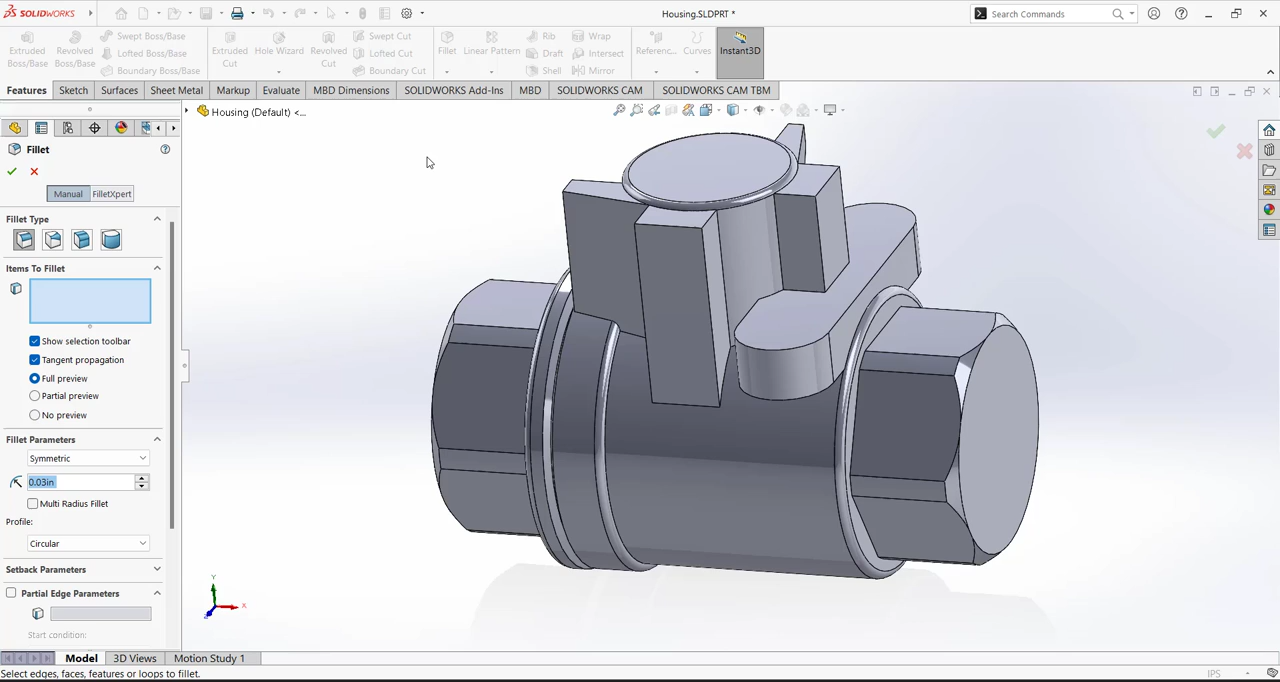 SOLIDWORKS
Housing.SLDPRT *
Search Commands
Extruded Boss/Base
Revolved Boss/Base
Swept Boss/Base
Lofted Boss/Base
Boundary Boss/Base
Extruded Cut
Hole Wizard
Revolved Cut
Swept Cut
Lofted Cut
Boundary Cut
Fillet
Linear Pattern
Rib
Draft
Shell
Wrap
Intersect
Mirror
Referenc...
Curves
Instant3D
Features
Sketch
Surfaces
Sheet Metal
Markup
Evaluate
MBD Dimensions
SOLIDWORKS Add-Ins
MBD
SOLIDWORKS CAM
SOLIDWORKS CAM TBM
Housing (Default) <...
Fillet
Manual
FilletXpert
Fillet Type
Items To Fillet
Show selection toolbar
Tangent propagation
Full preview
Partial preview
No preview
Fillet Parameters
Symmetric
0.03in
Multi Radius Fillet
Profile:
Circular
Setback Parameters
Partial Edge Parameters
Start condition:
Y
X
Z
Model
3D Views
Motion Study 1
Select edges, faces, features or loops to fillet.
IPS